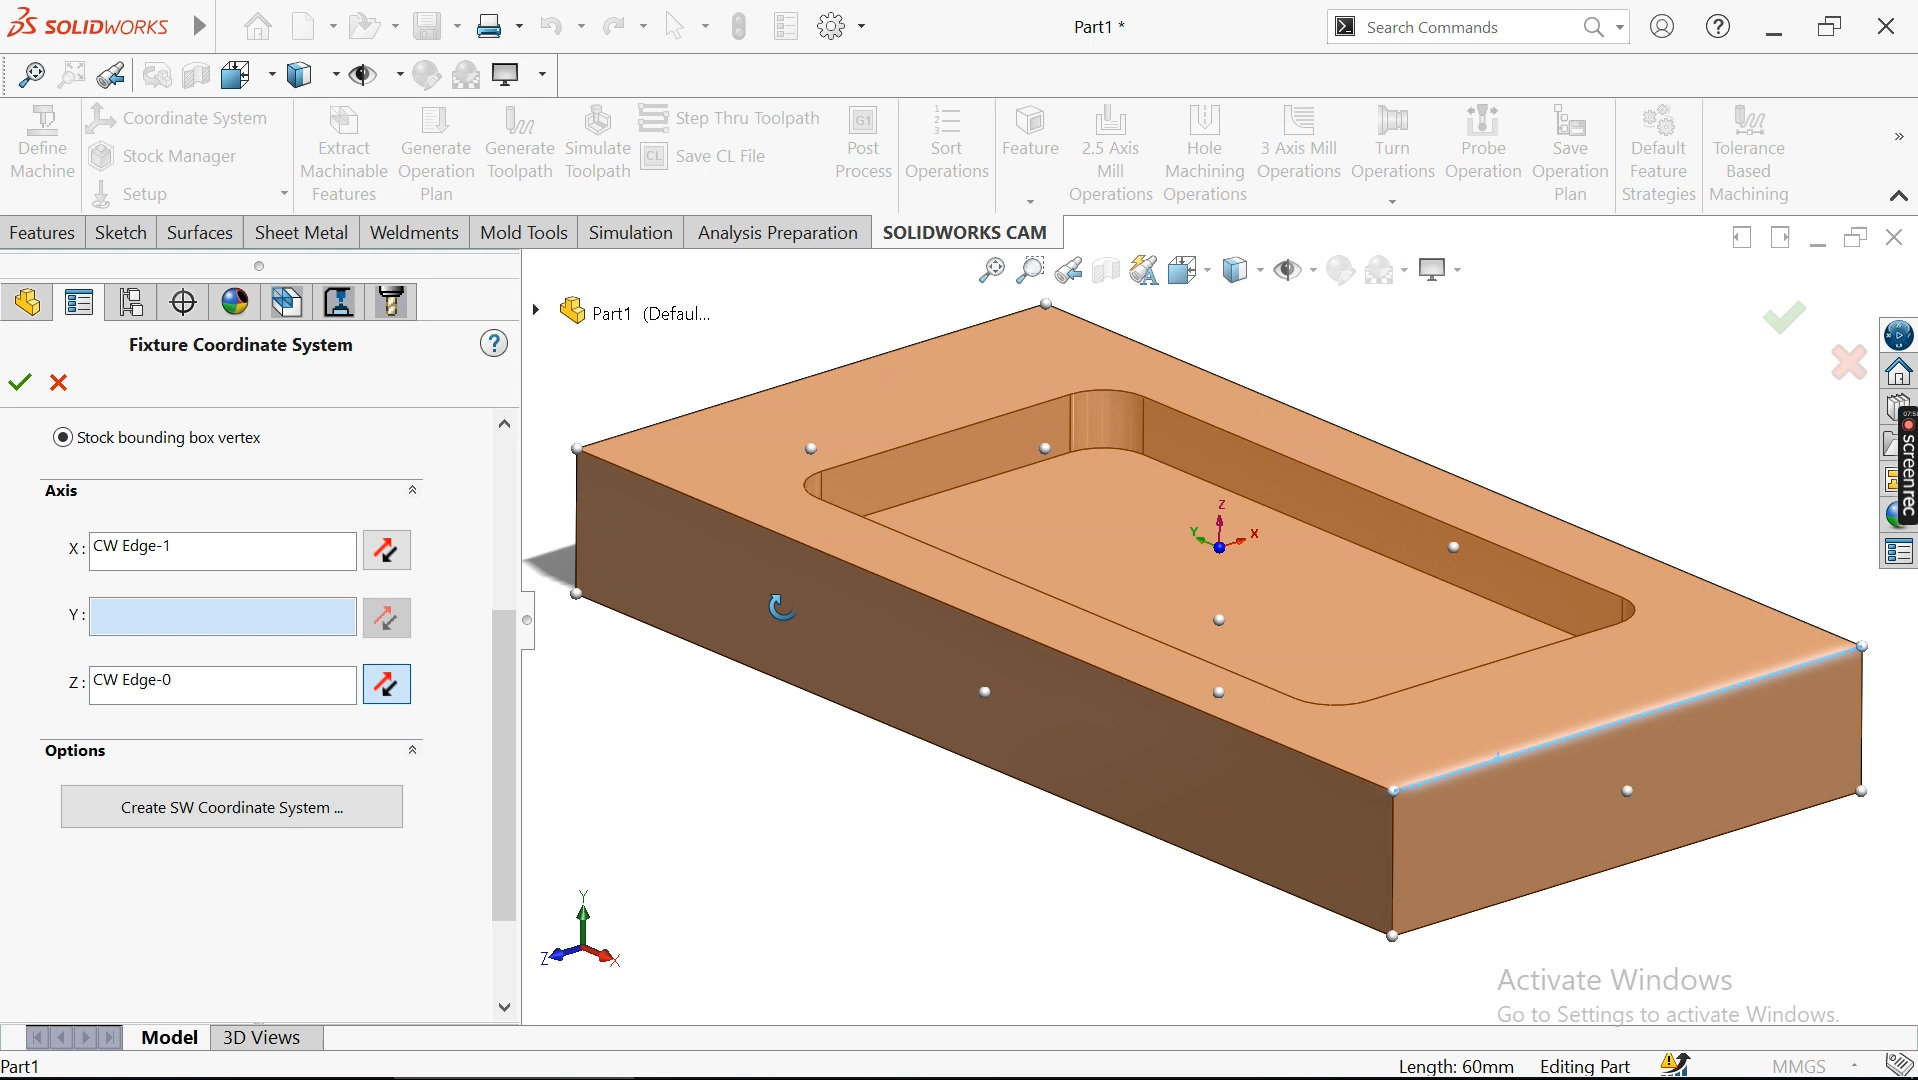 SOLIDWORKS
Part1 *
Search Commands
Define Machine
Coordinate System
Stock Manager
Setup
Extract Machinable Features
Generate Operation Plan
Generate Toolpath
Simulate Toolpath
Step Thru Toolpath
Save CL File
CL
G1
Post Process
Sort Operations
Feature
2.5 Axis Mill Operations
Hole Machining Operations
3 Axis Mill Operations
Turn Operations
Probe Operation
Save Operation Plan
Default Feature Strategies
Tolerance Based Machining
Features
Sketch
Surfaces
Sheet Metal
Weldments
Mold Tools
Simulation
Analysis Preparation
SOLIDWORKS CAM
Part1 (Defaul...
Fixture Coordinate System
Stock bounding box vertex
Axis
X: CW Edge-1
Y:
Z: CW Edge-0
Options
Create SW Coordinate System ...
Z
Y
X
Y
Z
X
screenrec
Activate Windows
Go to Settings to activate Windows.
Model
3D Views
Part1
Length: 60mm
Editing Part
MMGS